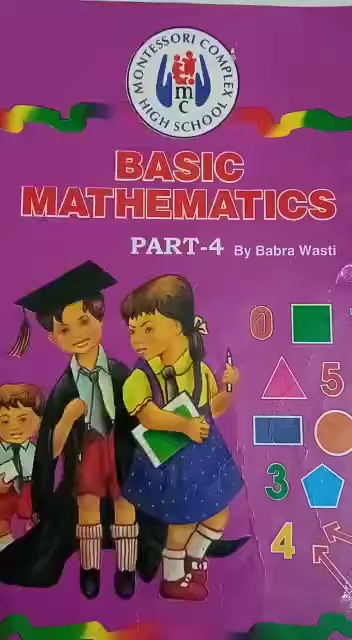 MONTESSORI COMPLEX
HIGH SCHOOL
mc
BASIC
MATHEMATICS
PART-4 By Babra Wasti
0
5
3
4